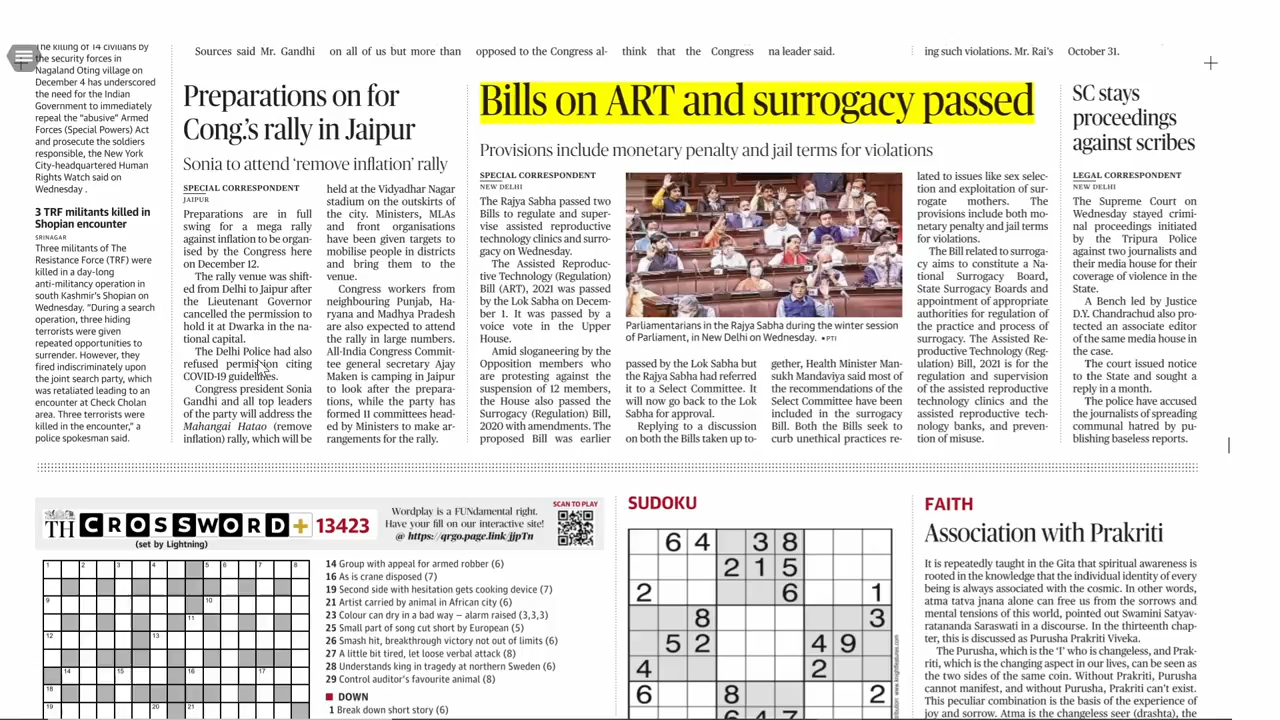 The killing of 14 civilians by
the security forces in
Nagaland Oting village on
December 4 has underscored
the need for the Indian
Government to immediately
repeal the “abusive” Armed
Forces (Special Powers) Act
and prosecute the soldiers
responsible, the New York
City-headquartered Human
Rights Watch said on
Wednesday .
3 TRF militants killed in
Shopian encounter
SRINAGAR
Three militants of The
Resistance Force (TRF) were
killed in a day-long
anti-militancy operation in
south Kashmir's Shopian on
Wednesday. “During a search
operation, three hiding
terrorists were given
repeated opportunities to
surrender. However, they
fired indiscriminately upon
the joint search party, which
was retaliated leading to an
encounter at Check Cholan
area. Three terrorists were
killed in the encounter,” a
police spokesman said.
Sources said Mr. Gandhi
on all of us but more than
opposed to the Congress al-
think that the Congress
na leader said.
ing such violations. Mr. Rai's
October 31.
Preparations on for
Cong.'s rally in Jaipur
Sonia to attend ‘remove inflation’ rally
SPECIAL CORRESPONDENT
JAIPUR
Preparations are in full
swing for a mega rally
against inflation to be organ-
ised by the Congress here
on December 12.
The rally venue was shift-
ed from Delhi to Jaipur after
the Lieutenant Governor
cancelled the permission to
hold it at Dwarka in the na-
tional capital.
The Delhi Police had also
refused permission citing
COVID-19 guidelines.
Congress president Sonia
Gandhi and all top leaders
of the party will address the
Mahangai Hatao (remove
inflation) rally, which will be
held at the Vidyadhar Nagar
stadium on the outskirts of
the city. Ministers, MLAs
and front organisations
have been given targets to
mobilise people in districts
and bring them to the
venue.
Congress workers from
neighbouring Punjab, Ha-
ryana and Madhya Pradesh
are also expected to attend
the rally in large numbers.
All-India Congress Commit-
tee general secretary Ajay
Maken is camping in Jaipur
to look after the prepara-
tions, while the party has
formed 11 committees head-
ed by Ministers to make ar-
rangements for the rally.
Bills on ART and surrogacy passed
Provisions include monetary penalty and jail terms for violations
SPECIAL CORRESPONDENT
NEW DELHI
The Rajya Sabha passed two
Bills to regulate and super-
vise assisted reproductive
technology clinics and surro-
gacy on Wednesday.
The Assisted Reproduc-
tive Technology (Regulation)
Bill (ART), 2021 was passed
by the Lok Sabha on Decem-
ber 1. It was passed by a
voice vote in the Upper
House.
Amid sloganeering by the
Opposition members who
are protesting against the
suspension of 12 members,
the House also passed the
Surrogacy (Regulation) Bill,
2020 with amendments. The
proposed Bill was earlier
Parliamentarians in the Rajya Sabha during the winter session
of Parliament, in New Delhi on Wednesday. •PTI
passed by the Lok Sabha but
the Rajya Sabha had referred
it to a Select Committee. It
will now go back to the Lok
Sabha for approval.
Replying to a discussion
on both the Bills taken up to-
gether, Health Minister Man-
sukh Mandaviya said most of
the recommendations of the
Select Committee have been
included in the surrogacy
Bill. Both the Bills seek to
curb unethical practices re-
lated to issues like sex selec-
tion and exploitation of sur-
rogate mothers. The
provisions include both mo-
netary penalty and jail terms
for violations.
The Bill related to surroga-
cy aims to constitute a Na-
tional Surrogacy Board,
State Surrogacy Boards and
appointment of appropriate
authorities for regulation of
the practice and process of
surrogacy. The Assisted Re-
productive Technology (Reg-
ulation) Bill, 2021 is for the
regulation and supervision
of the assisted reproductive
technology clinics and the
assisted reproductive tech-
nology banks, and preven-
tion of misuse.
SC stays
proceedings
against scribes
LEGAL CORRESPONDENT
NEW DELHI
The Supreme Court on
Wednesday stayed crimi-
nal proceedings initiated
by the Tripura Police
against two journalists and
their media house for their
coverage of violence in the
State.
A Bench led by Justice
D.Y. Chandrachud also pro-
tected an associate editor
of the same media house in
the case.
The court issued notice
to the State and sought a
reply in a month.
The police have accused
the journalists of spreading
communal hatred by pu-
blishing baseless reports.
TH CROSSWORD+ 13423
(set by Lightning)
Wordplay is a FUNdamental right.
Have your fill on our interactive site!
@ https://qrgo.page.link/jjpTn
SCAN TO PLAY
1 2 3 4 5 6 7 8
9 10
11
12 13
14 15 16 17
18
19 20 21
14 Group with appeal for armed robber (6)
16 As is crane disposed (7)
19 Second side with hesitation gets cooking device (7)
21 Artist carried by animal in African city (6)
23 Colour can dry in a bad way — alarm raised (3,3,3)
25 Small part of song cut short by European (5)
26 Smash hit, breakthrough victory not out of limits (6)
27 A little bit tired, let loose verbal attack (8)
28 Understands king in tragedy at northern Sweden (6)
29 Control auditor's favourite animal (8)
DOWN
1 Break down short story (6)
SUDOKU
6 4 3 8
2 1 5
2 6 1
8 3
5 2 4 9
4 2
6 8 2
6 4 7
FAITH
Association with Prakriti
It is repeatedly taught in the Gita that spiritual awareness is
rooted in the knowledge that the individual identity of every
being is always associated with the cosmic. In other words,
atma tatva jnana alone can free us from the sorrows and
mental tensions of this world, pointed out Swamini Satyav-
ratananda Saraswati in a discourse. In the thirteenth chap-
ter, this is discussed as Purusha Prakriti Viveka.
The Purusha, which is the ‘I’ who is changeless, and Prak-
riti, which is the changing aspect in our lives, can be seen as
the two sides of the same coin. Without Prakriti, Purusha
cannot manifest, and without Purusha, Prakriti can't exist.
This peculiar combination is the basis of the experience of
joy and sorrow. Atma is the changeless seer (drashta), the